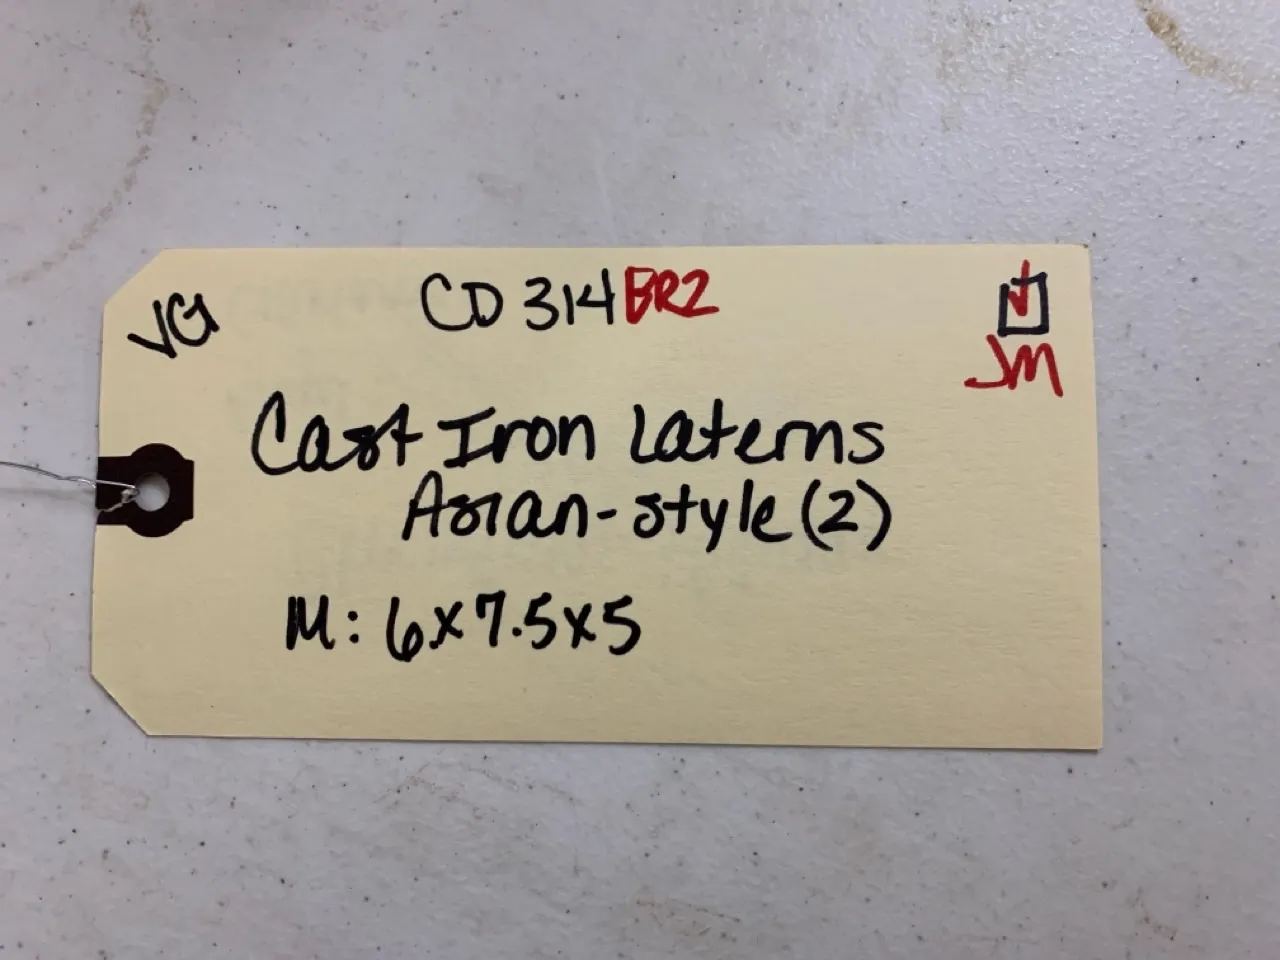 VG
CD 314 BR2
JM
Cast Iron Laterns
Asian-style (2)
M: 6x7.5x5